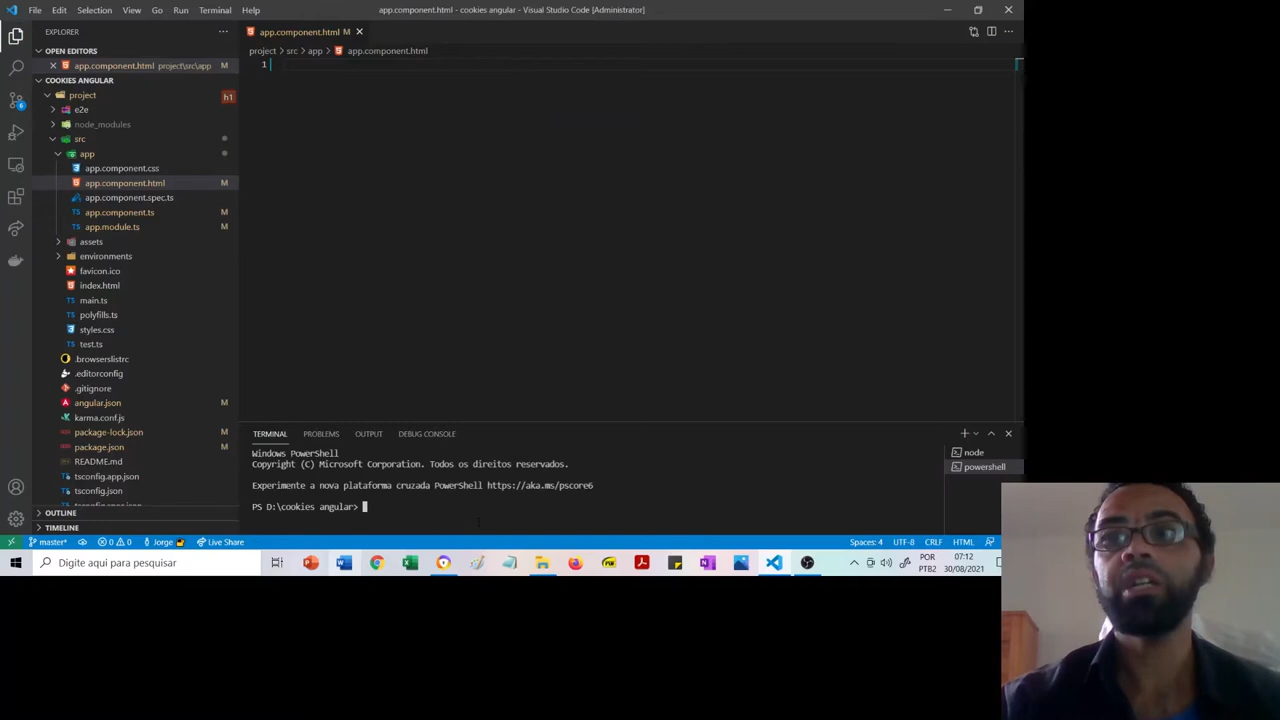 File Edit Selection View Go Run Terminal Help
app.component.html - cookies angular - Visual Studio Code [Administrator]
EXPLORER
OPEN EDITORS
app.component.html project\src\app M
COOKIES ANGULAR
project
e2e
node_modules
src
app
app.component.css
app.component.html M
app.component.spec.ts
app.component.ts M
app.module.ts M
assets
environments
favicon.ico
index.html
main.ts
polyfills.ts
styles.css
test.ts
.browserslistrc
.editorconfig
.gitignore
angular.json M
karma.conf.js
package-lock.json M
package.json M
README.md
tsconfig.app.json
tsconfig.json
OUTLINE
TIMELINE
h1
app.component.html M
project > src > app > app.component.html
1
TERMINAL PROBLEMS OUTPUT DEBUG CONSOLE
Windows PowerShell
Copyright (C) Microsoft Corporation. Todos os direitos reservados.
Experimente a nova plataforma cruzada PowerShell https://aka.ms/pscore6
PS D:\cookies angular>
node
powershell
master* 0 0 Jorge Live Share
Spaces: 4 UTF-8 CRLF HTML
Digite aqui para pesquisar
POR
PTB2
07:12
30/08/2021